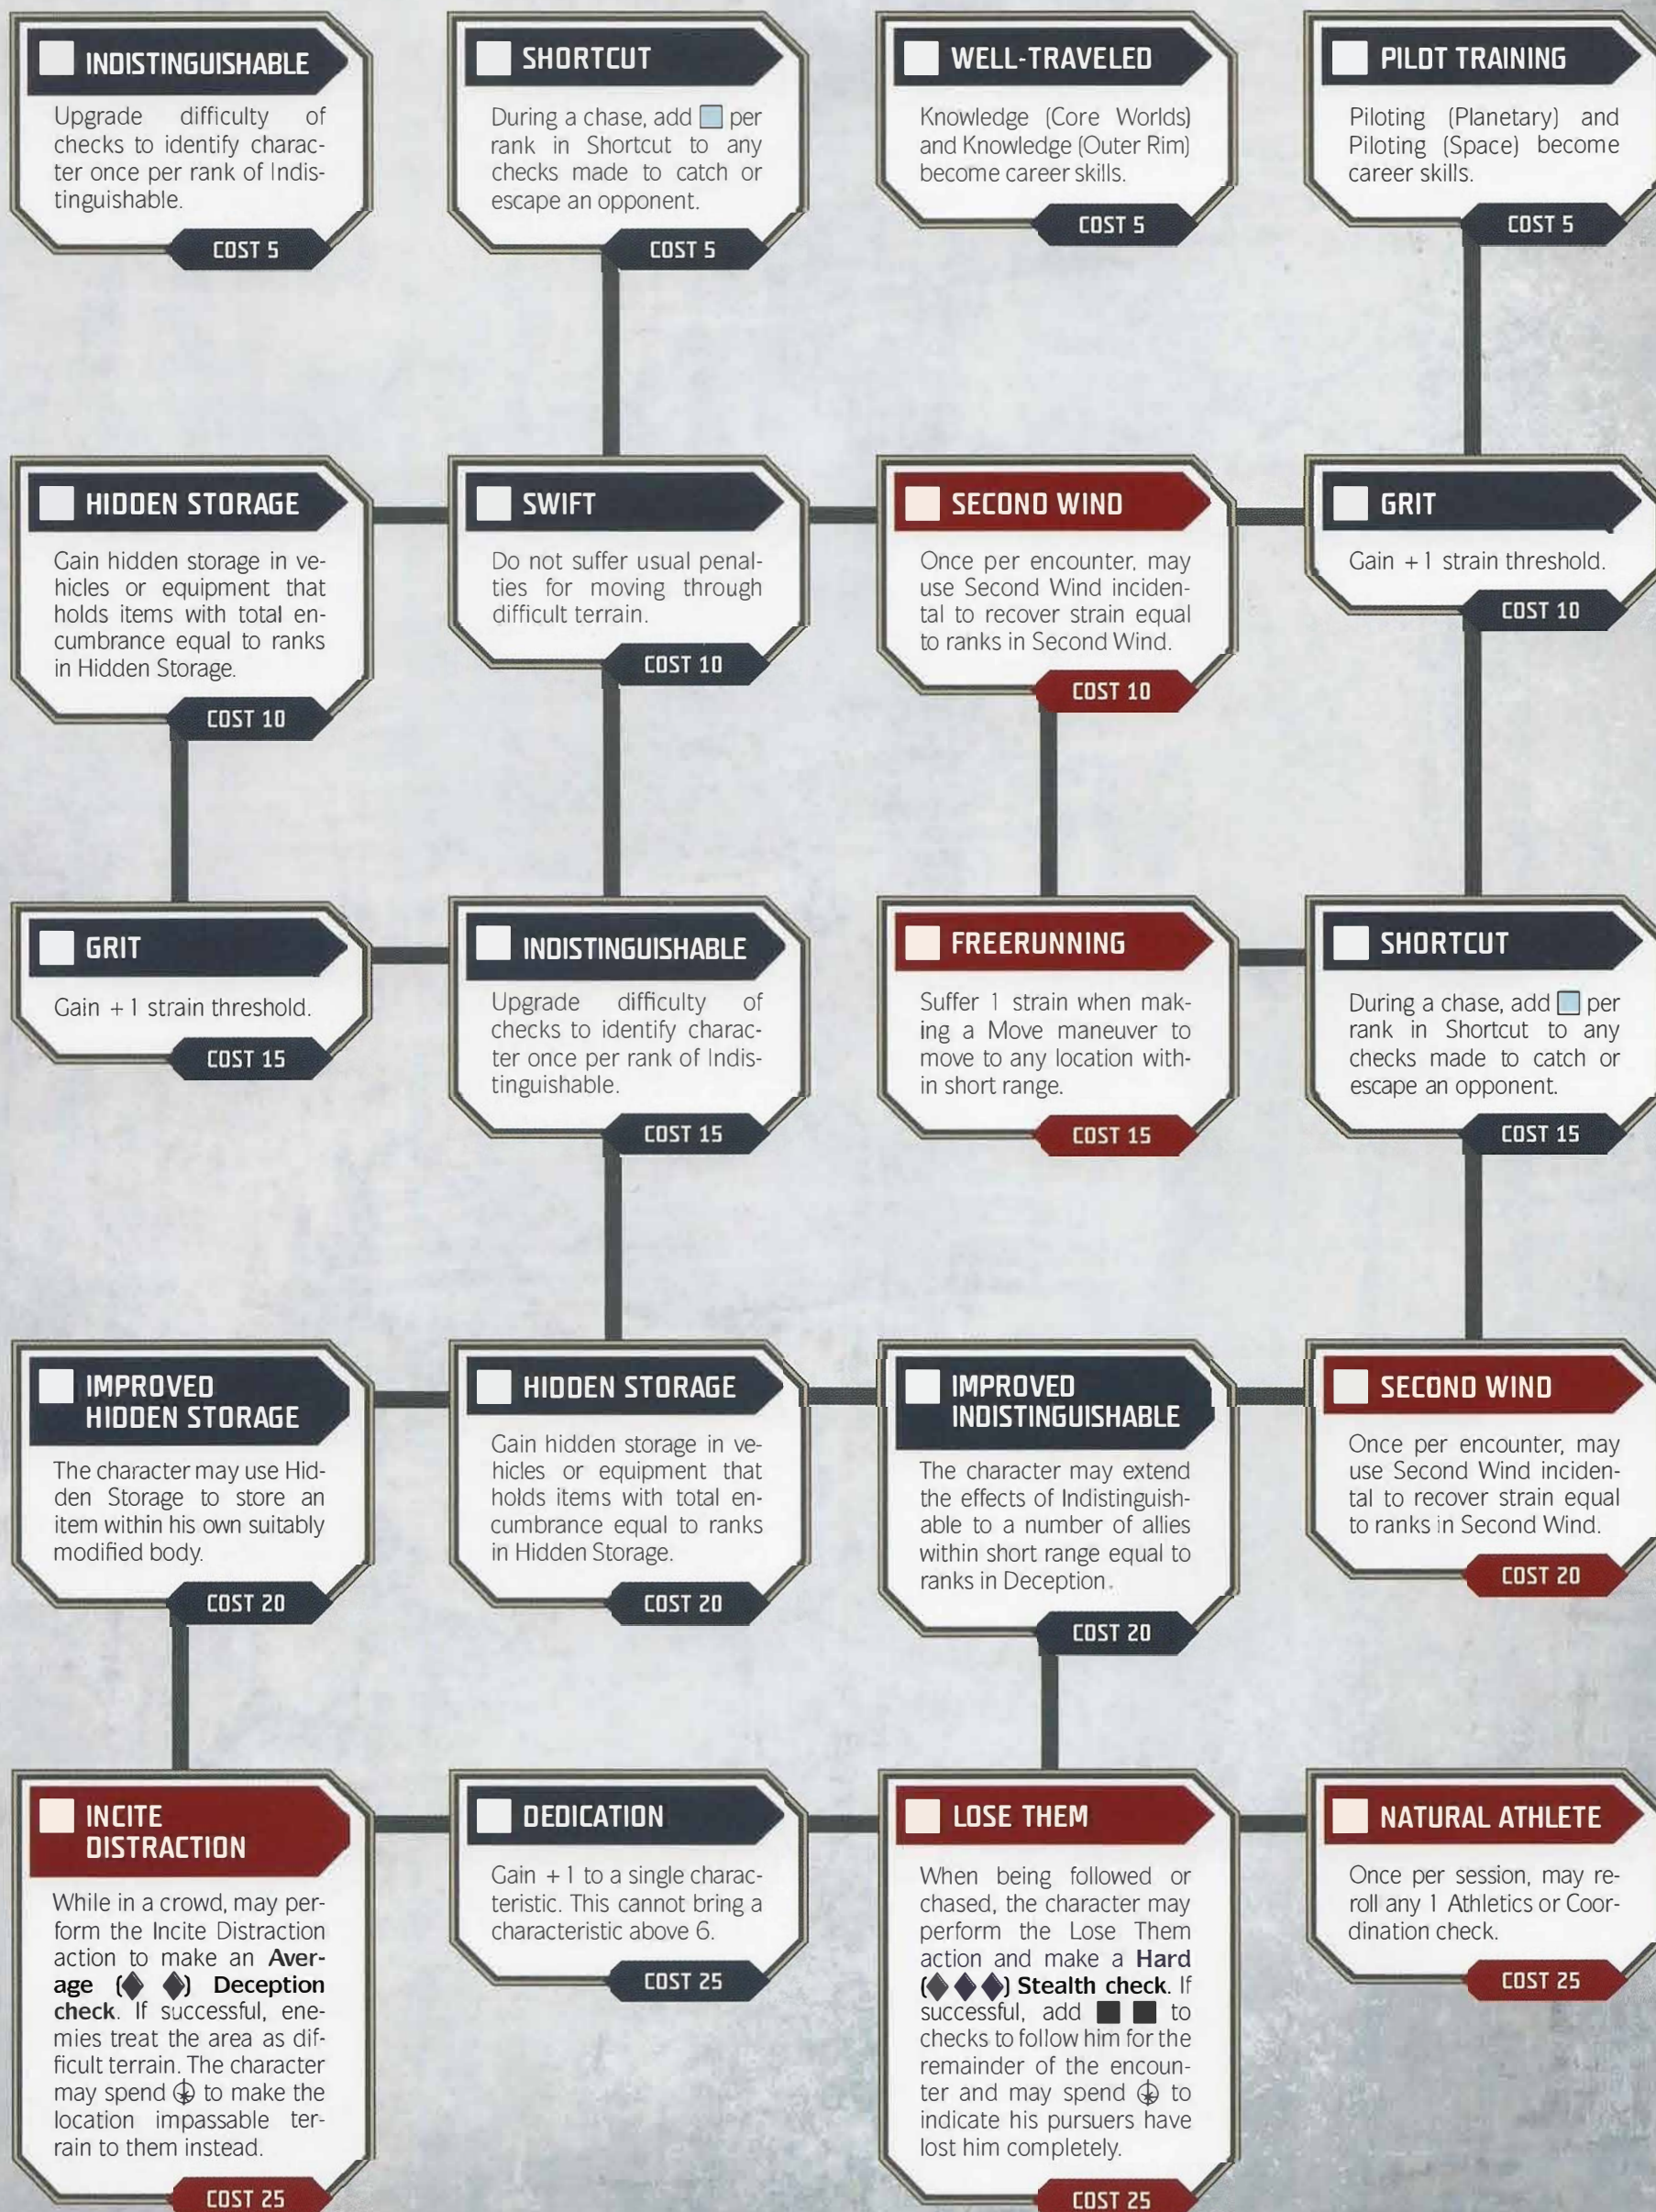 INDISTINGUISHABLE
Upgrade difficulty of
checks to identify charac-
ter once per rank of Indis-
tinguishable.
COST 5
SHORTCUT
During a chase, add per
rank in Shortcut to any
checks made to catch or
escape an opponent.
COST 5
WELL-TRAVELED
Knowledge (Core Worlds)
and Knowledge (Outer Rim)
become career skills.
COST 5
PILOT TRAINING
Piloting (Planetary) and
Piloting (Space) become
career skills.
COST 5
HIDDEN STORAGE
Gain hidden storage in ve-
hicles or equipment that
holds items with total en-
cumbrance equal to ranks
in Hidden Storage.
COST 10
SWIFT
Do not suffer usual penal-
ties for moving through
difficult terrain.
COST 10
SECOND WIND
Once per encounter, may
use Second Wind inciden-
tal to recover strain equal
to ranks in Second Wind.
COST 10
GRIT
Gain +1 strain threshold.
COST 10
GRIT
Gain +1 strain threshold.
COST 15
INDISTINGUISHABLE
Upgrade difficulty of
checks to identify charac-
ter once per rank of Indis-
tinguishable.
COST 15
FREERUNNING
Suffer 1 strain when mak-
ing a Move maneuver to
move to any location with-
in short range.
COST 15
SHORTCUT
During a chase, add per
rank in Shortcut to any
checks made to catch or
escape an opponent.
COST 15
IMPROVED
HIDDEN STORAGE
The character may use Hid-
den Storage to store an
item within his own suitably
modified body.
COST 20
HIDDEN STORAGE
Gain hidden storage in ve-
hicles or equipment that
holds items with total en-
cumbrance equal to ranks
in Hidden Storage.
COST 20
IMPROVED
INDISTINGUISHABLE
The character may extend
the effects of Indistinguish-
able to a number of allies
within short range equal to
ranks in Deception.
COST 20
SECOND WIND
Once per encounter, may
use Second Wind inciden-
tal to recover strain equal
to ranks in Second Wind.
COST 20
INCITE
DISTRACTION
While in a crowd, may per-
form the Incite Distraction
action to make an Aver-
age (◆ ◆) Deception
check. If successful, ene-
mies treat the area as dif-
ficult terrain. The character
may spend to make the
location impassable ter-
rain to them instead.
COST 25
DEDICATION
Gain +1 to a single charac-
teristic. This cannot bring a
characteristic above 6.
COST 25
LOSE THEM
When being followed or
chased, the character may
perform the Lose Them
action and make a Hard
(◆ ◆ ◆) Stealth check. If
successful, add ■ ■ to
checks to follow him for the
remainder of the encoun-
ter and may spend to
indicate his pursuers have
lost him completely.
COST 25
NATURAL ATHLETE
Once per session, may re-
roll any 1 Athletics or Coor-
dination check.
COST 25